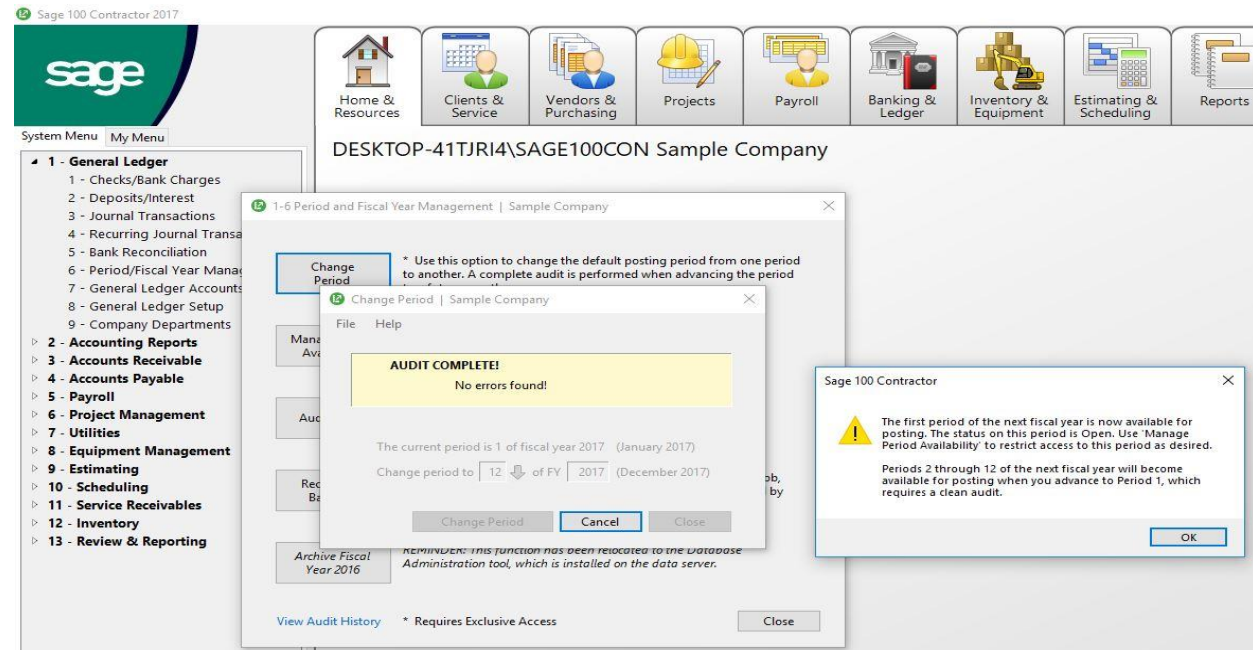 Sage 100 Contractor 2017
sage
Home &
Resources
Clients &
Service
Vendors &
Purchasing
Projects
Payroll
Banking &
Ledger
Inventory &
Equipment
Estimating &
Scheduling
Reports
System Menu
My Menu
DESKTOP-41TJRI4\SAGE100CON Sample Company
1 - General Ledger
1 - Checks/Bank Charges
2 - Deposits/Interest
3 - Journal Transactions
4 - Recurring Journal Transa
5 - Bank Reconciliation
6 - Period/Fiscal Year Manag
7 - General Ledger Accounts
8 - General Ledger Setup
9 - Company Departments
2 - Accounting Reports
3 - Accounts Receivable
4 - Accounts Payable
5 - Payroll
6 - Project Management
7 - Utilities
8 - Equipment Management
9 - Estimating
10 - Scheduling
11 - Service Receivables
12 - Inventory
13 - Review & Reporting
1-6 Period and Fiscal Year Management | Sample Company
Change
Period
* Use this option to change the default posting period from one period
to another. A complete audit is performed when advancing the period
Mana
Ava
Aud
Rec
Ba
ob,
by
Archive Fiscal
Year 2016
REMINDER: This function has been relocated to the Database
Administration tool, which is installed on the data server.
View Audit History
* Requires Exclusive Access
Close
Change Period | Sample Company
File
Help
AUDIT COMPLETE!
No errors found!
The current period is 1 of fiscal year 2017 (January 2017)
Change period to 12 of FY 2017 (December 2017)
Change Period
Cancel
Close
Sage 100 Contractor
The first period of the next fiscal year is now available for
posting. The status on this period is Open. Use 'Manage
Period Availability' to restrict access to this period as desired.
Periods 2 through 12 of the next fiscal year will become
available for posting when you advance to Period 1, which
requires a clean audit.
OK